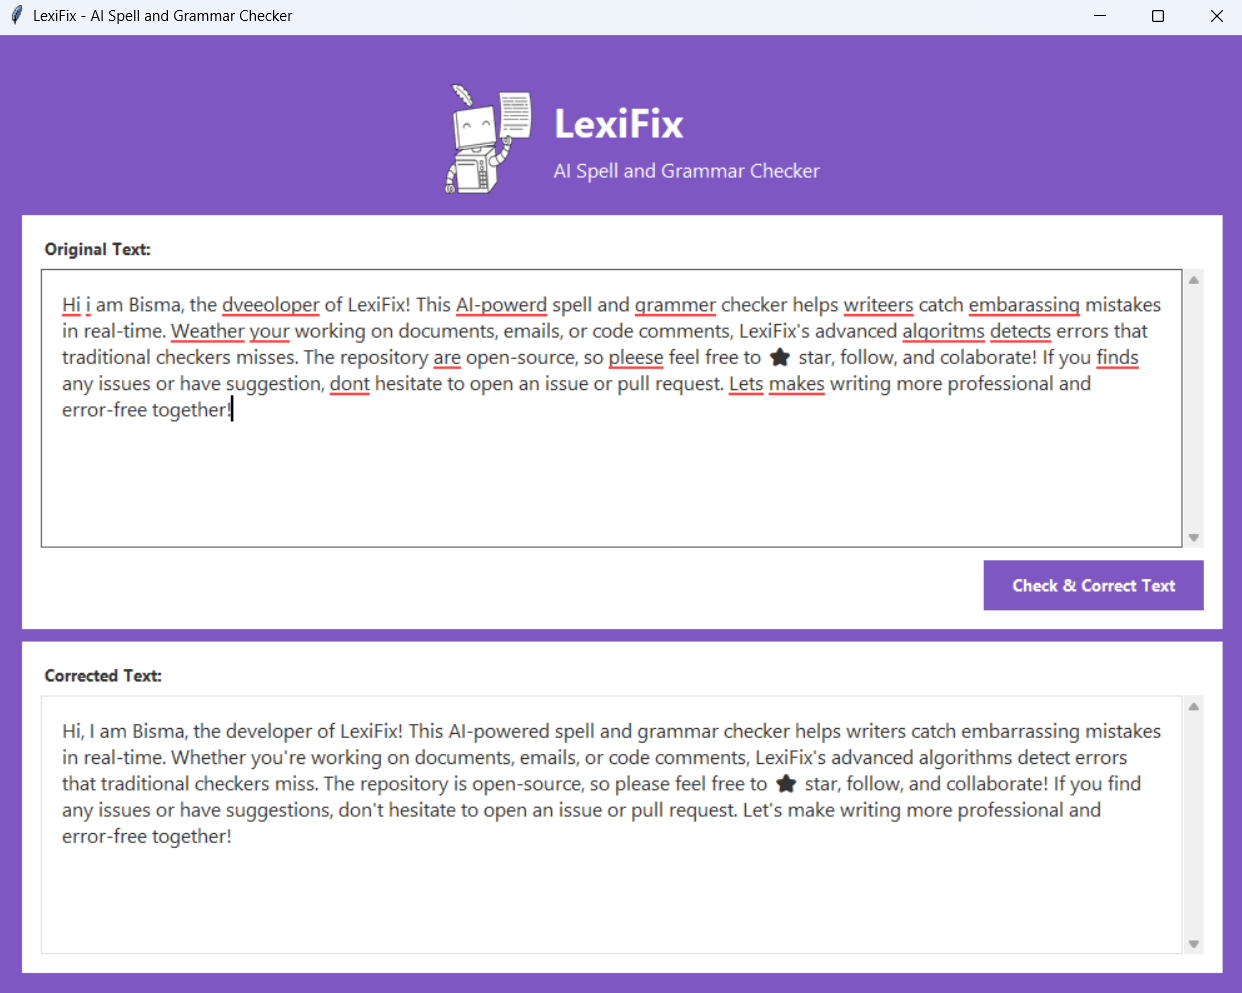 LexiFix - AI Spell and Grammar Checker
LexiFix
AI Spell and Grammar Checker
Original Text:
Hi i am Bisma, the dveeoloper of LexiFix! This AI-powerd spell and grammer checker helps writeers catch embarassing mistakes
in real-time. Weather your working on documents, emails, or code comments, LexiFix's advanced algoritms detects errors that
traditional checkers misses. The repository are open-source, so pleese feel free to ★ star, follow, and colaborate! If you finds
any issues or have suggestion, dont hesitate to open an issue or pull request. Lets makes writing more professional and
error-free together!
Check & Correct Text
Corrected Text:
Hi, I am Bisma, the developer of LexiFix! This AI-powered spell and grammar checker helps writers catch embarrassing mistakes
in real-time. Whether you're working on documents, emails, or code comments, LexiFix's advanced algorithms detect errors
that traditional checkers miss. The repository is open-source, so please feel free to ★ star, follow, and collaborate! If you find
any issues or have suggestions, don't hesitate to open an issue or pull request. Let's make writing more professional and
error-free together!